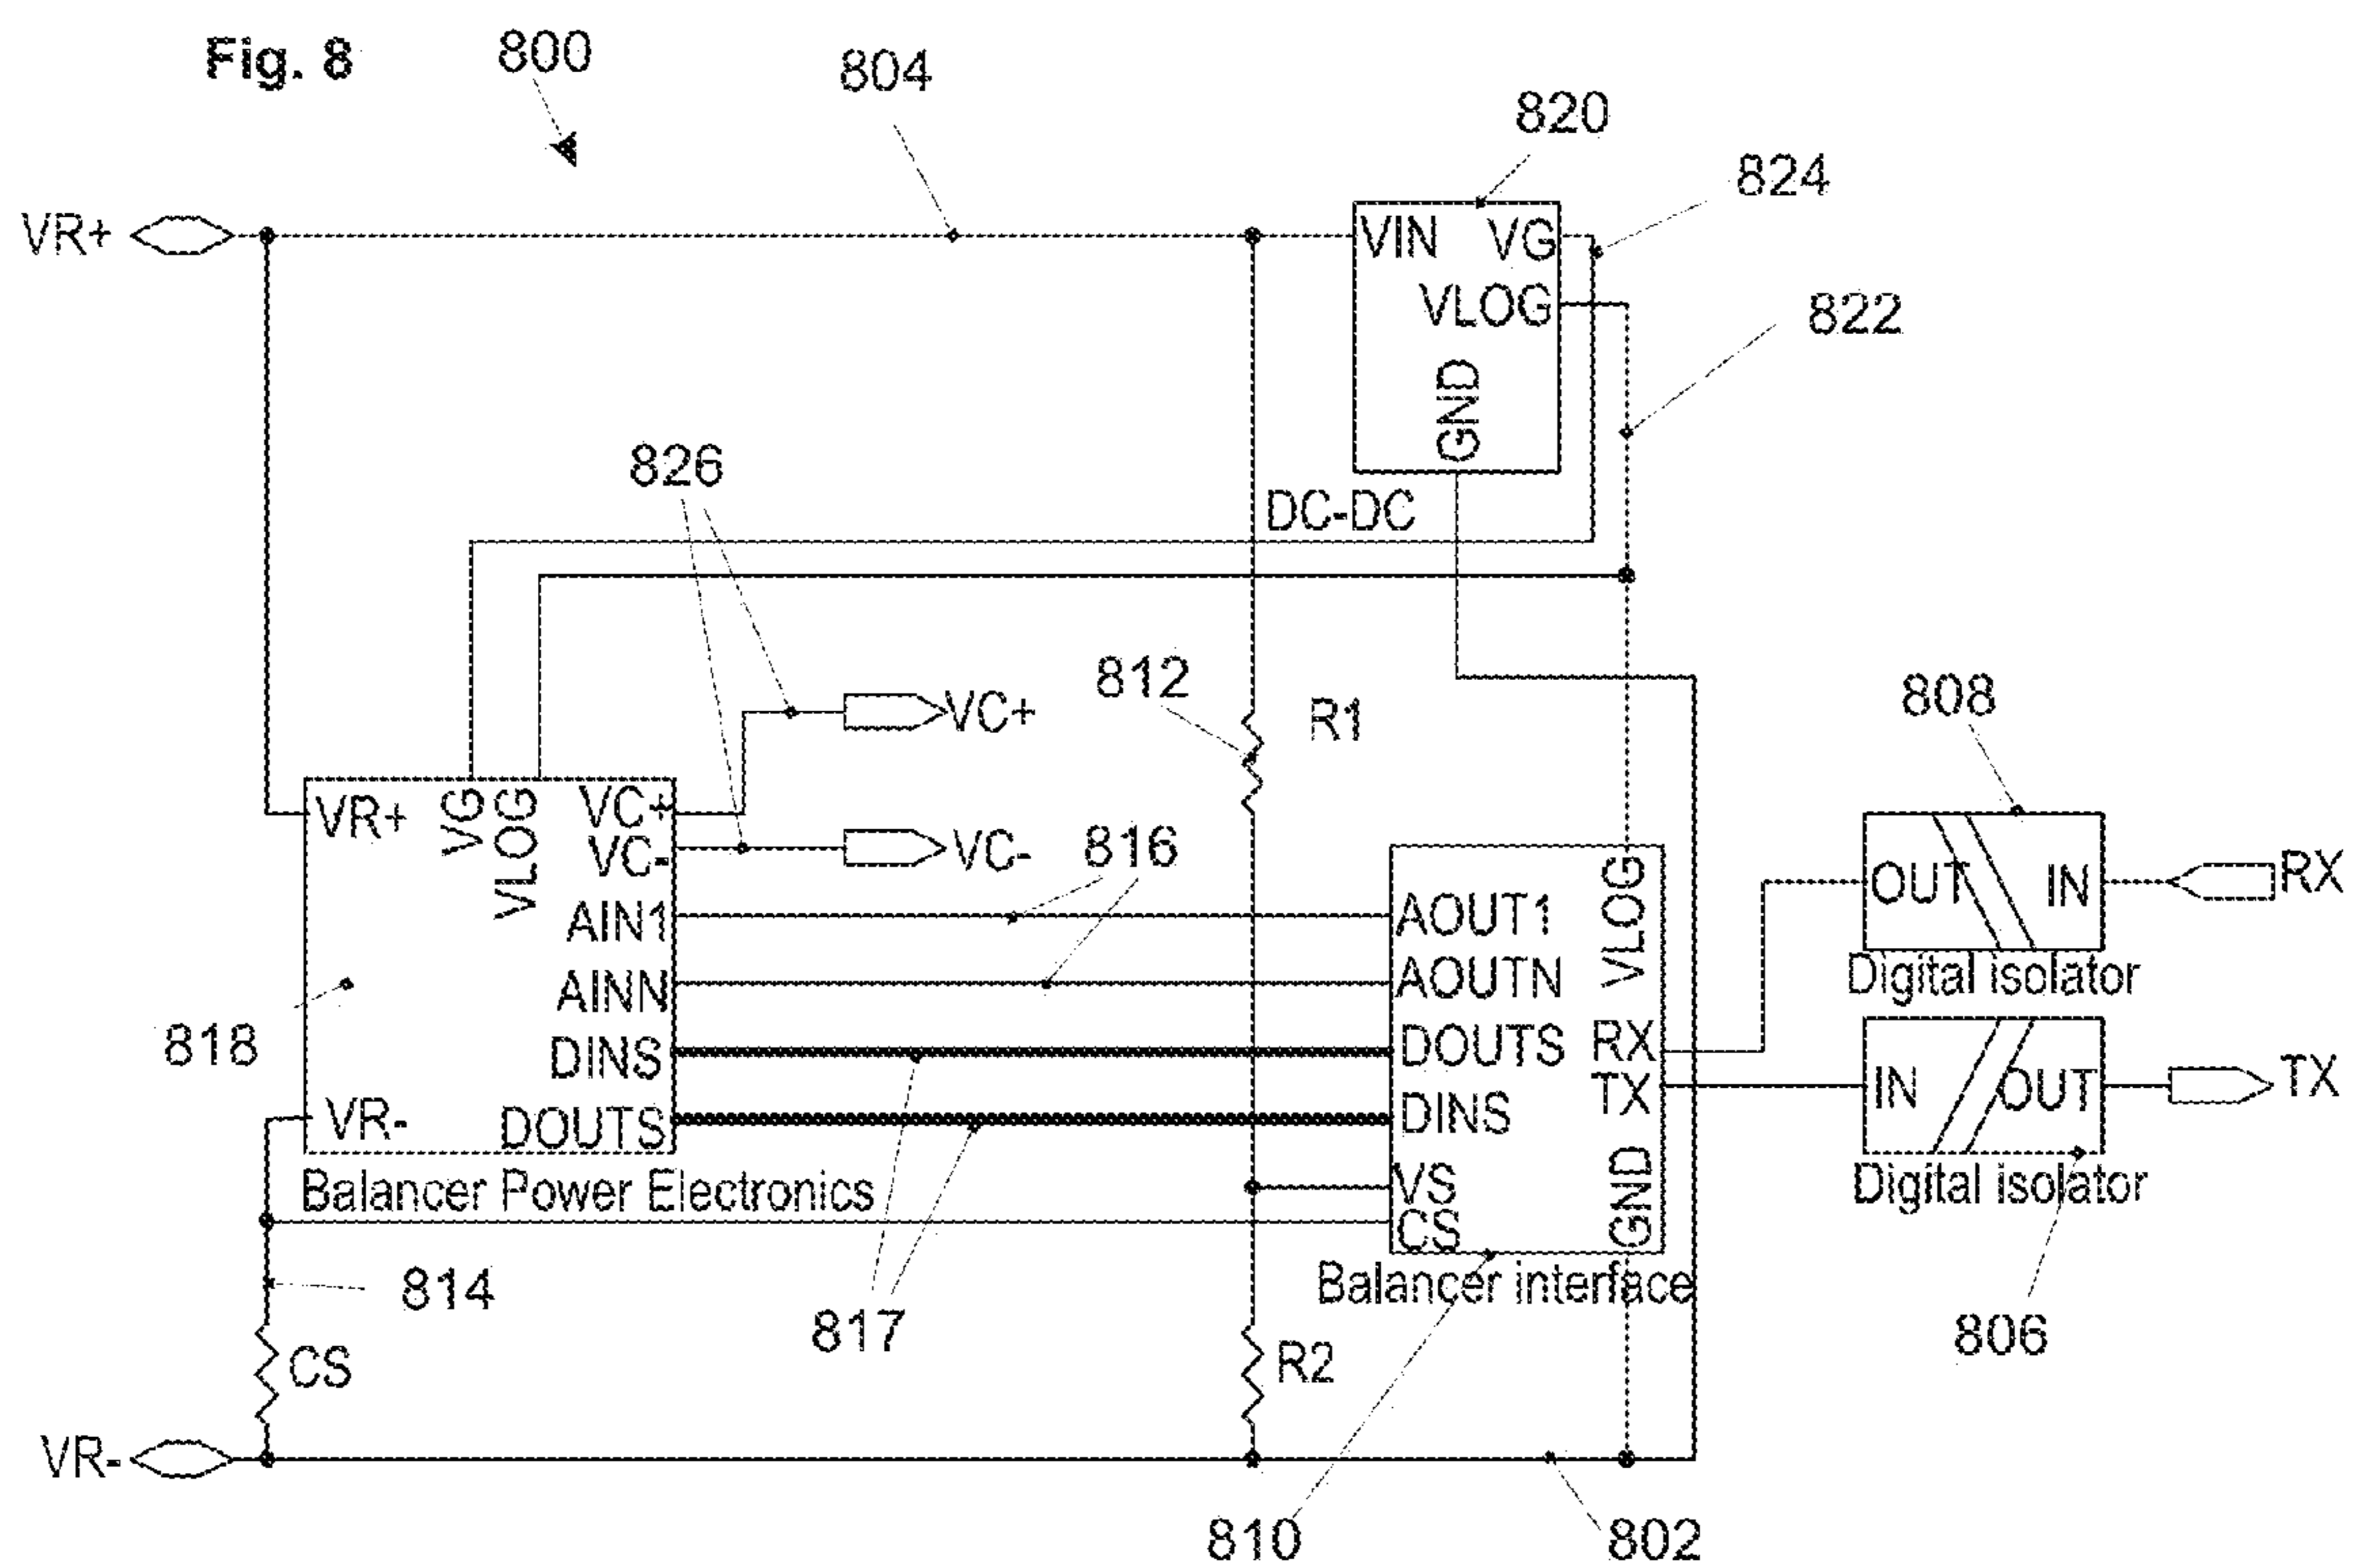 Fig. 8
800
804
820
824
VR+
VIN
VG
VLOG
822
GND
826
DC-DC
812
R1
808
VC+
VR+
VG
VLOG
VC+
VC-
VC-
816
VLOG
OUT
IN
RX
AIN1
AOUT1
AINN
AOUTN
Digital isolator
818
DINS
DOUTS
RX
TX
IN
OUT
TX
VR-
DOUTS
DINS
GND
Balancer Power Electronics
VS
CS
Digital isolator
814
Balancer interface
817
806
CS
R2
VR-
810
802